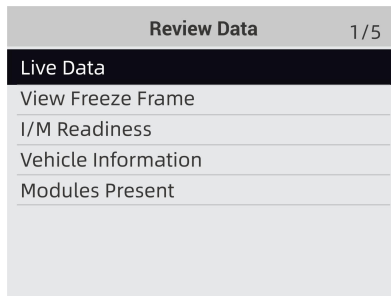 Review Data 1/5
Live Data
View Freeze Frame
I/M Readiness
Vehicle Information
Modules Present